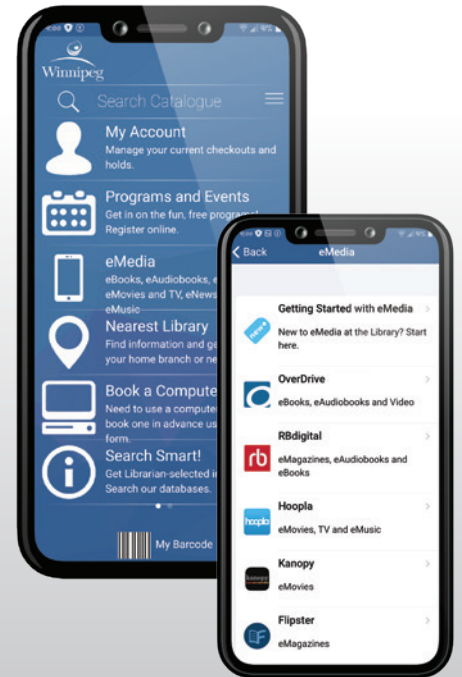 4:00
Winnipeg
Search Catalogue
My Account
Manage your current checkouts and
holds.
Programs and Events
Get in on the fun, free programs!
Register online.
eMedia
eBooks, eAudiobooks,
eMovies and TV, eNews
eMusic
Nearest Library
Find information and ge
your home branch or ne
Book a Compute
Need to use a compute
book one in advance us
form.
Search Smart!
Get Librarian-selected i
Search our databases.
My Barcode
Back
eMedia
Getting Started with eMedia
New to eMedia at the Library? Start
here.
new
OverDrive
eBooks, eAudiobooks and Video
rb
RBdigital
eMagazines, eAudiobooks and
eBooks
hoopla
Hoopla
eMovies, TV and eMusic
kanopy
Kanopy
eMovies
F
Flipster
eMagazines